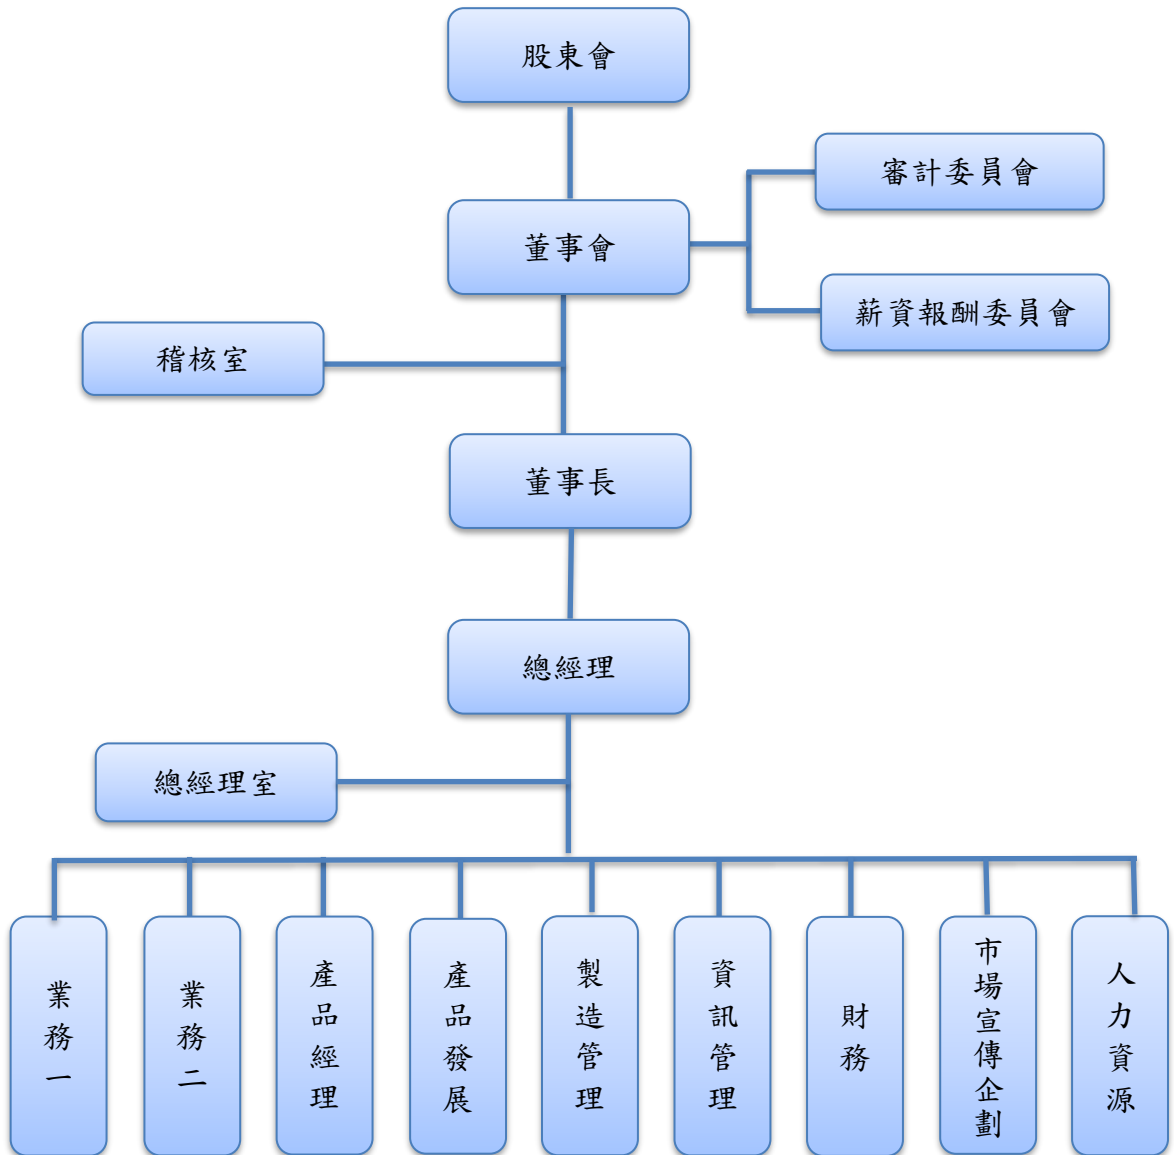 股東會
審計委員會
董事會
薪資報酬委員會
稽核室
董事長
總經理
總經理室
業務一
業務二
產品經理
產品發展
製造管理
資訊管理
財務
市場宣傳企劃
人力資源